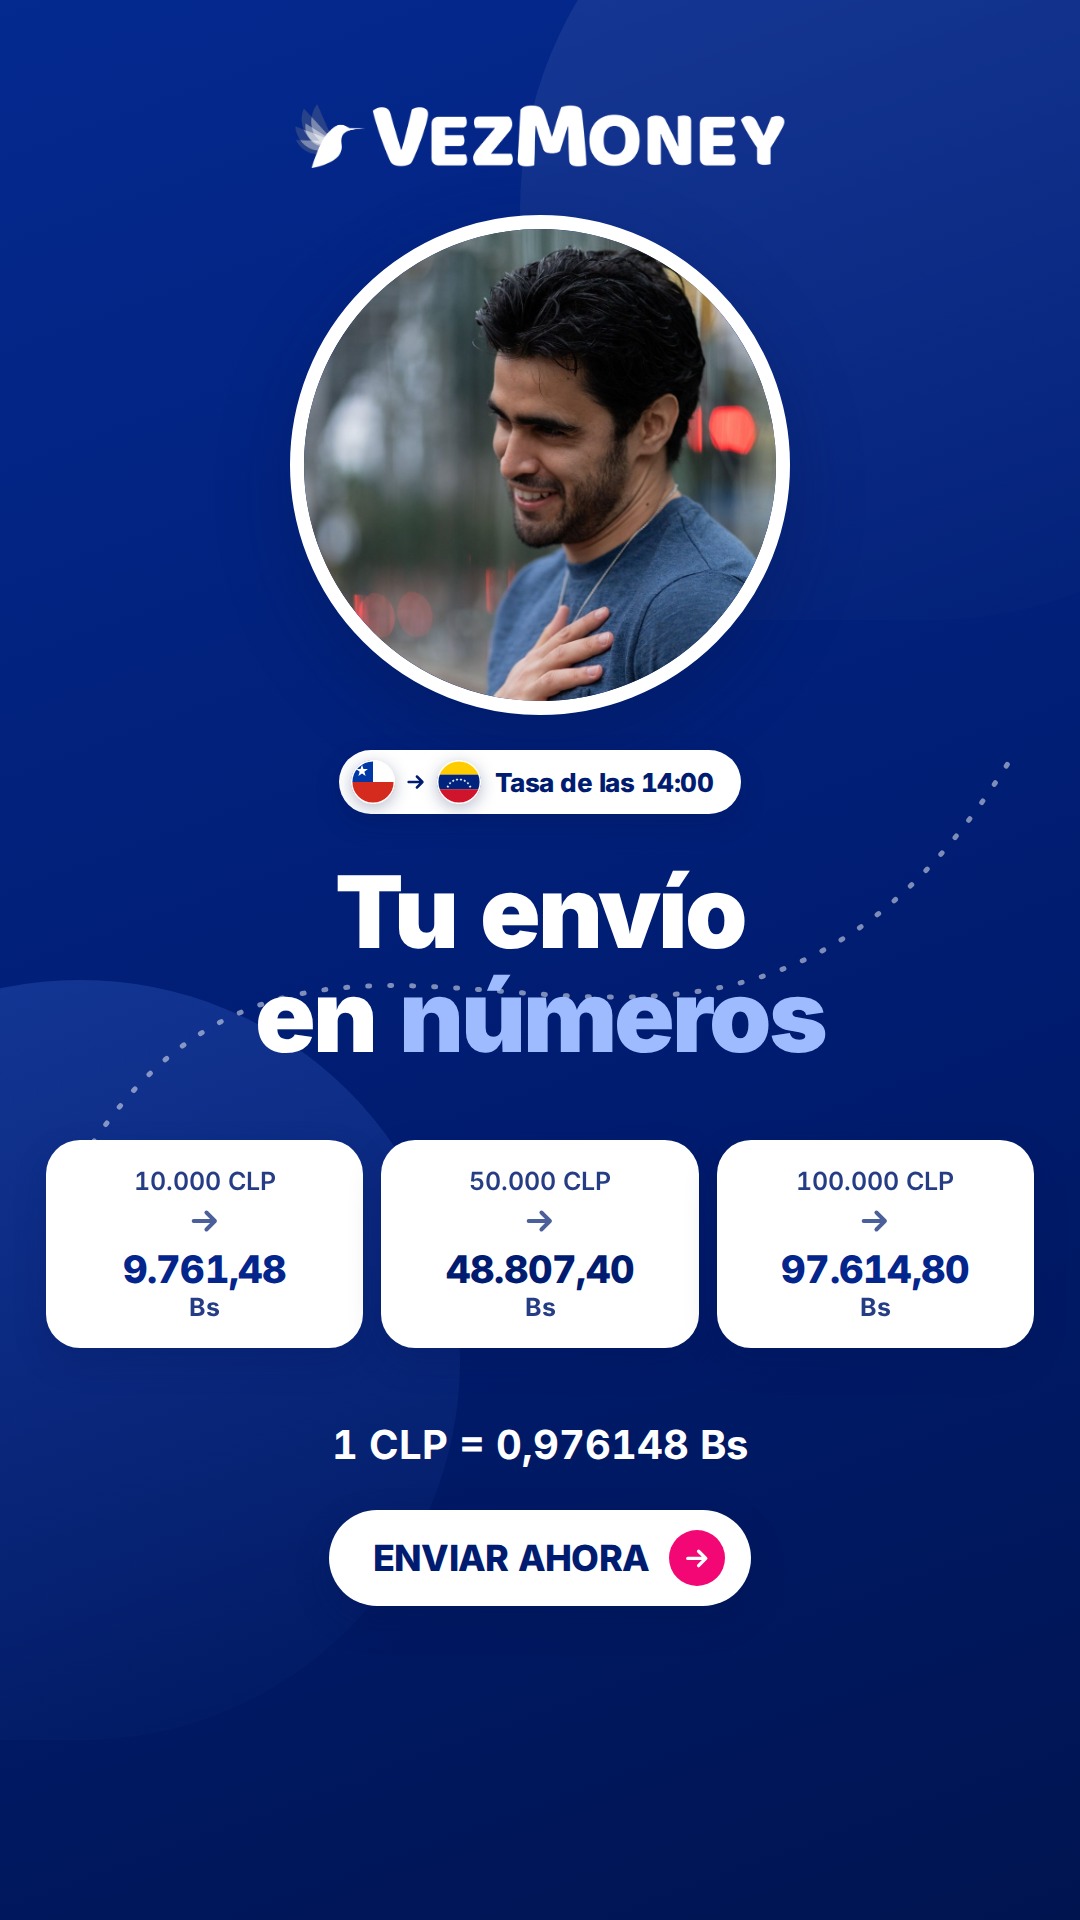 VEZMONEY
Tasa de las 14:00
Tu envío
en números
10.000 CLP
→
9.761,48
Bs
50.000 CLP
→
48.807,40
Bs
100.000 CLP
→
97.614,80
Bs
1 CLP = 0,976148 Bs
ENVIAR AHORA